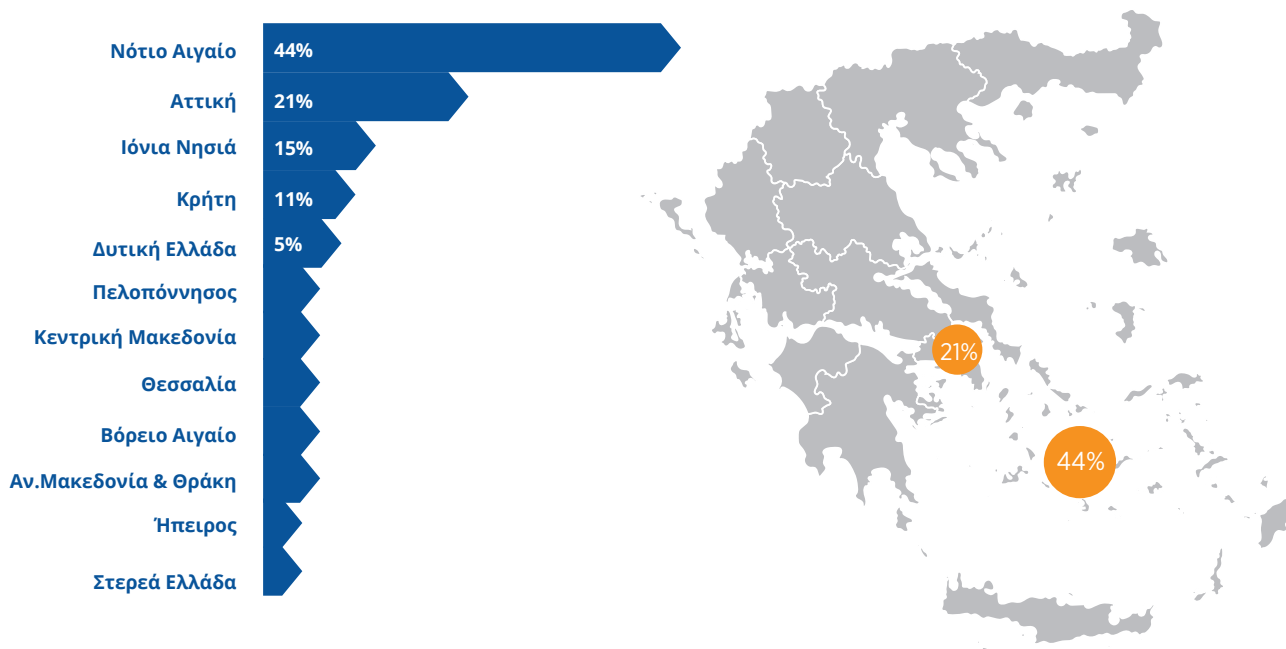 Νότιο Αιγαίο 44%
Αττική 21%
Ιόνια Νησιά 15%
Κρήτη 11%
Δυτική Ελλάδα 5%
Πελοπόννησος
Κεντρική Μακεδονία
Θεσσαλία
Βόρειο Αιγαίο
Αν.Μακεδονία & Θράκη
Ήπειρος
Στερεά Ελλάδα
21%
44%